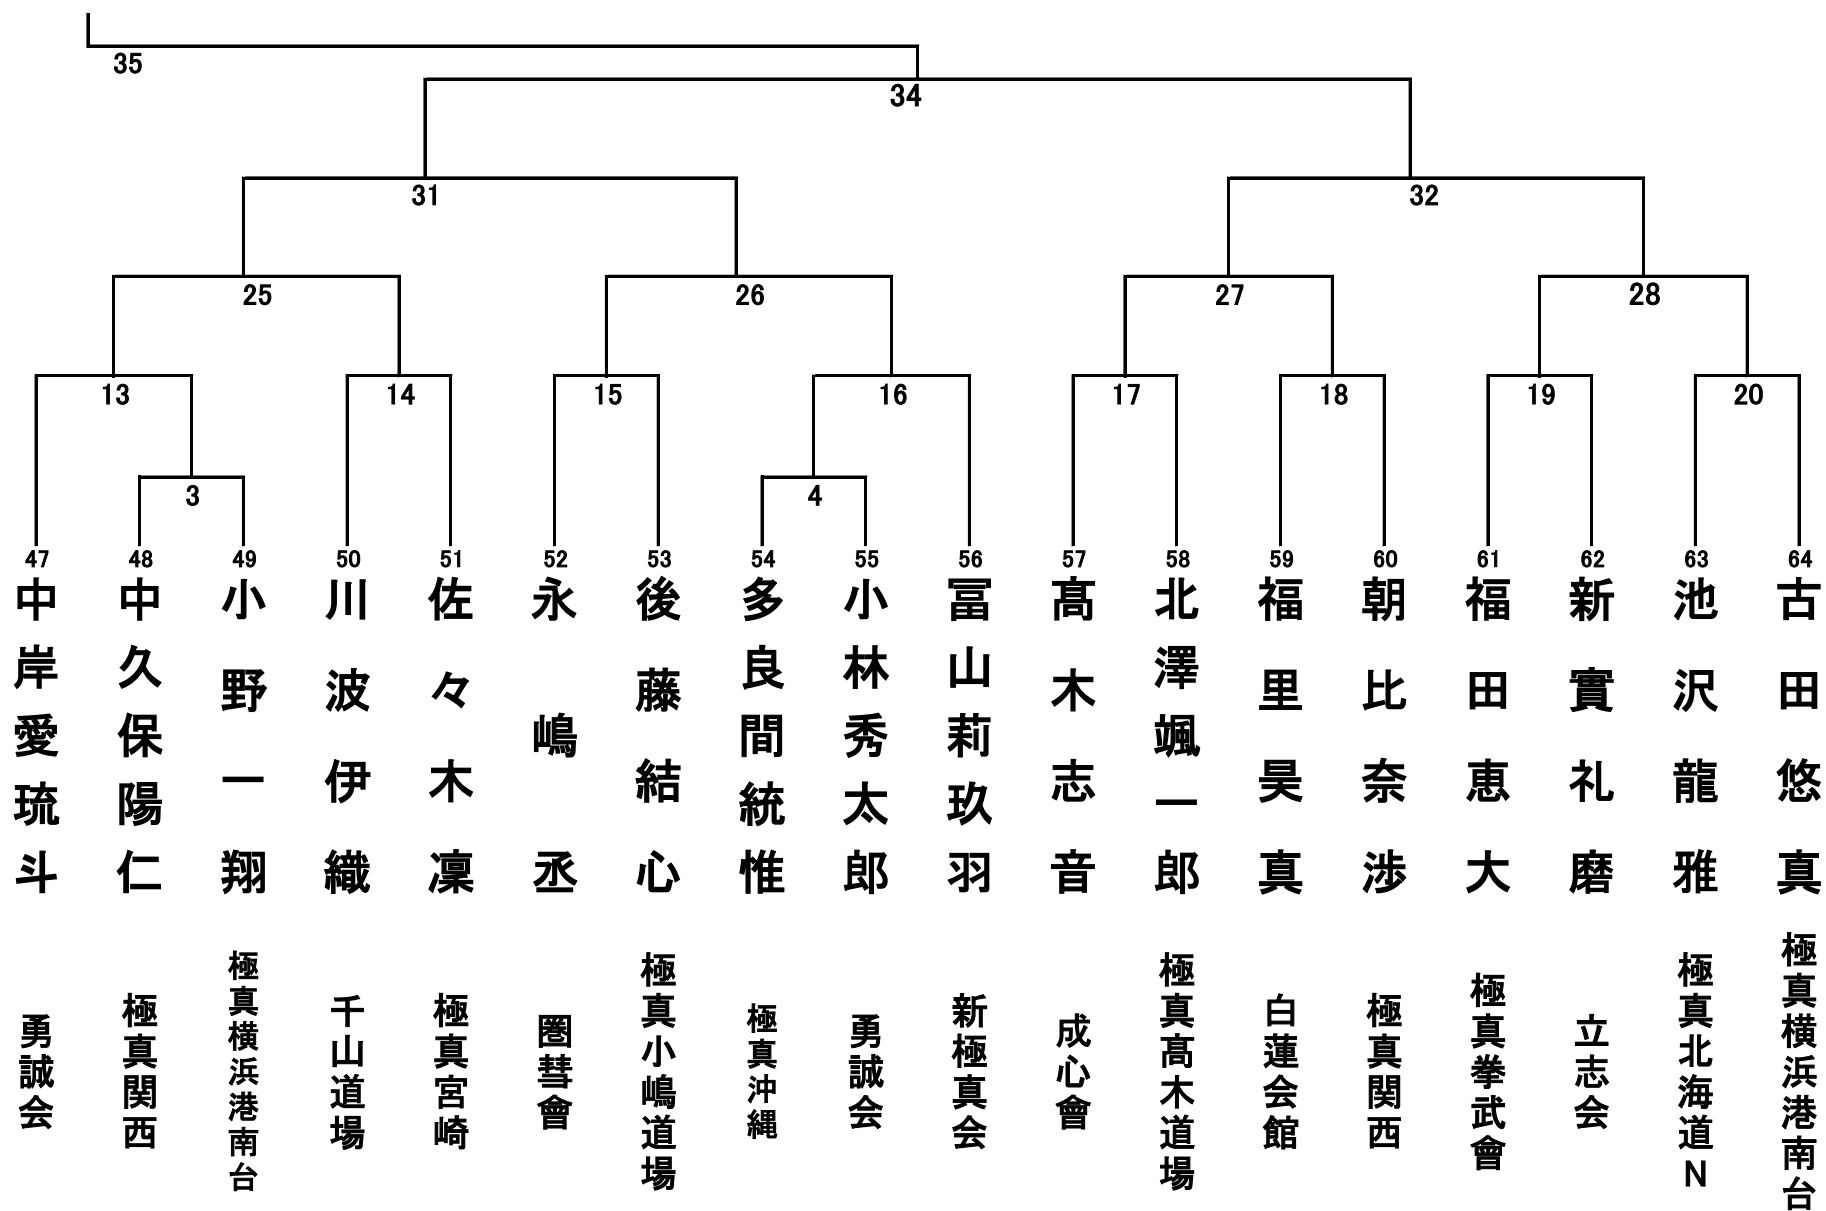 35
34
31
32
25
26
27
28
13
14
15
16
17
18
19
20
3
4
47
48
49
50
51
52
53
54
55
56
57
58
59
60
61
62
63
64
中岸愛琉斗
中久保陽仁
小野一翔
川波伊織
佐々木凜
永嶋丞
後藤結心
多良間統惟
小林秀太郎
冨山莉玖羽
髙木志音
北澤颯一郎
福里昊真
朝比奈渉
福田恵大
新實礼磨
池沢龍雅
古田悠真
勇誠会
極真関西
極真横浜港南台
千山道場
極真宮崎
圏彗會
極真小嶋道場
極真沖縄
勇誠会
新極真会
成心會
極真髙木道場
白蓮会館
極真関西
極真拳武會
立志会
極真北海道N
極真横浜港南台